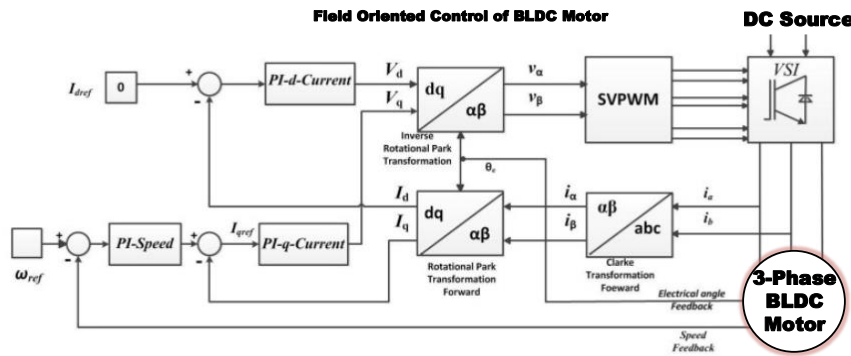 Field Oriented Control of BLDC Motor
DC Source
I_dref
0
+
-
PI-d-Current
V_d
V_q
dq
αβ
Inverse
Rotational Park
Transformation
v_α
v_β
SVPWM
VSI
θ_e
ω_ref
+
-
PI-Speed
+
-
I_qref
PI-q-Current
I_d
I_q
dq
αβ
Rotational Park
Transformation
Forward
i_α
i_β
αβ
abc
Clarke
Transformation
Foeward
i_a
i_b
3-Phase
BLDC
Motor
Electrical angle
Feedback
Speed
Feedback